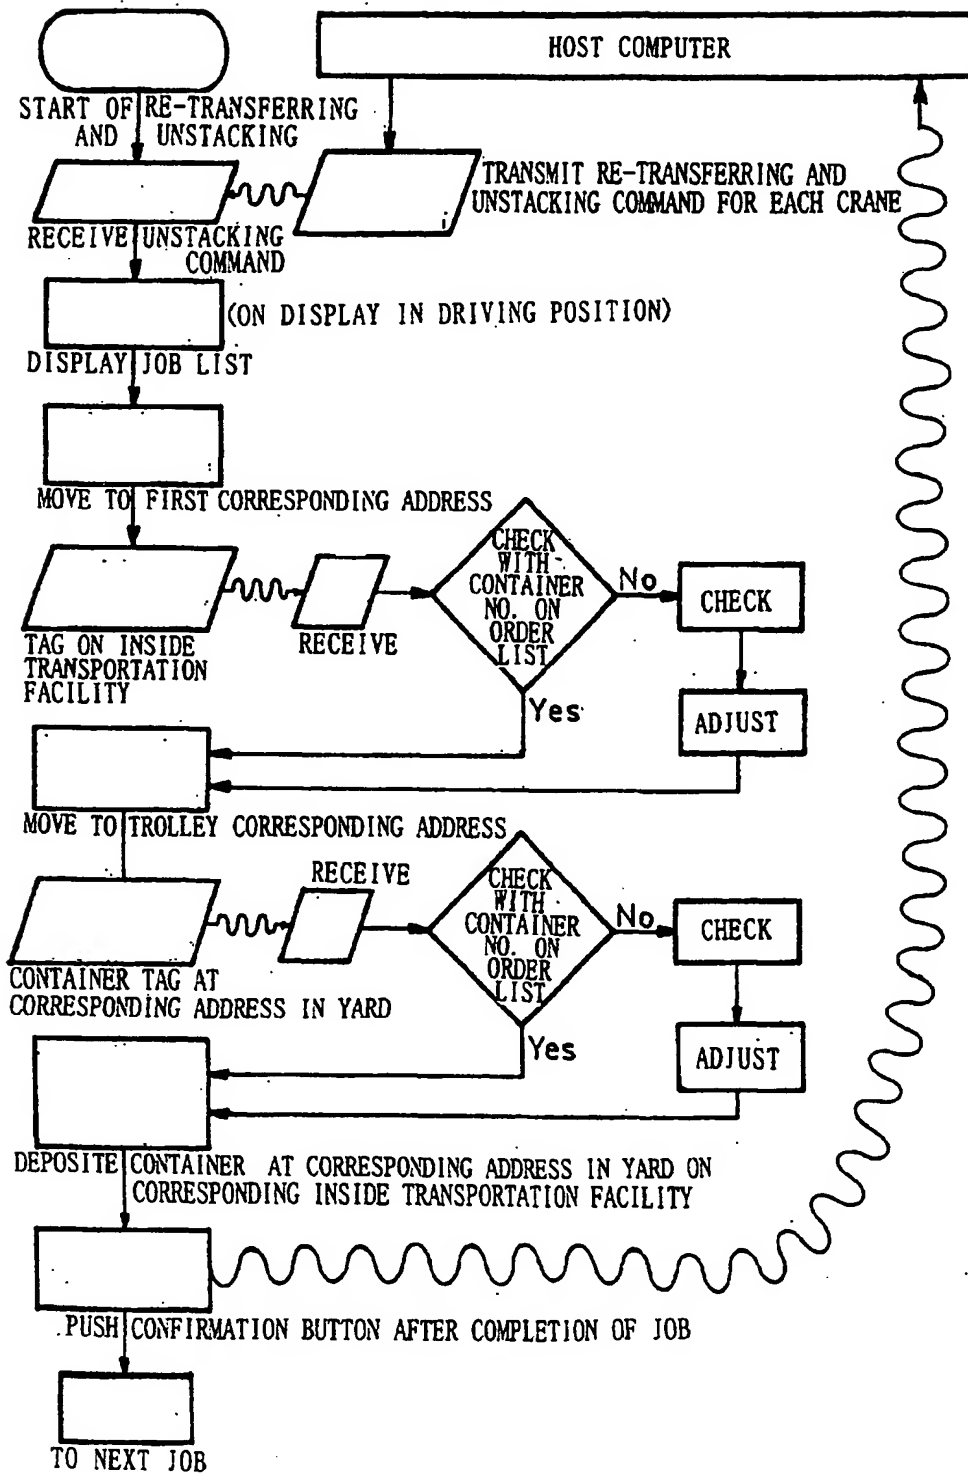 HOST COMPUTER
START OF RE-TRANSFERRING
AND UNSTACKING
TRANSMIT RE-TRANSFERRING AND
UNSTACKING COMMAND FOR EACH CRANE
RECEIVE UNSTACKING
COMMAND
(ON DISPLAY IN DRIVING POSITION)
DISPLAY JOB LIST
MOVE TO FIRST CORRESPONDING ADDRESS
CHECK
WITH
CONTAINER
NO. ON
ORDER
LIST
No
CHECK
RECEIVE
TAG ON INSIDE
TRANSPORTATION
FACILITY
Yes
ADJUST
MOVE TO TROLLEY CORRESPONDING ADDRESS
RECEIVE
CHECK
WITH
CONTAINER
NO. ON
ORDER
LIST
No
CHECK
CONTAINER TAG AT
CORRESPONDING ADDRESS IN YARD
Yes
ADJUST
DEPOSITE CONTAINER AT CORRESPONDING ADDRESS IN YARD ON
CORRESPONDING INSIDE TRANSPORTATION FACILITY
PUSH CONFIRMATION BUTTON AFTER COMPLETION OF JOB
TO NEXT JOB